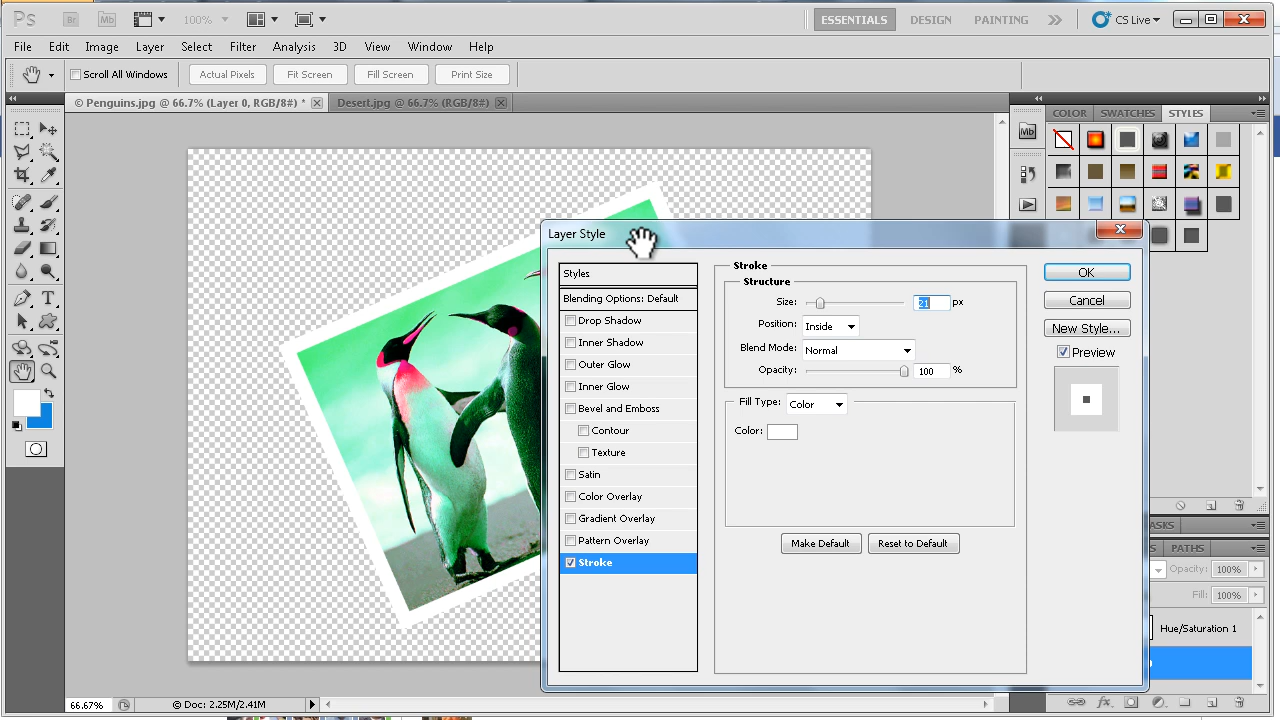 Ps Br Mb 100% ESSENTIALS DESIGN PAINTING CS Live
File Edit Image Layer Select Filter Analysis 3D View Window Help
Scroll All Windows Actual Pixels Fit Screen Fill Screen Print Size
© Penguins.jpg @ 66.7% (Layer 0, RGB/8#) * Desert.jpg @ 66.7% (RGB/8#)
COLOR SWATCHES STYLES
Mb
Layer Style
Styles
Blending Options: Default
Drop Shadow
Inner Shadow
Outer Glow
Inner Glow
Bevel and Emboss
Contour
Texture
Satin
Color Overlay
Gradient Overlay
Pattern Overlay
Stroke
Stroke
Structure
Size: 21 px
Position: Inside
Blend Mode: Normal
Opacity: 100 %
Fill Type: Color
Color:
Make Default Reset to Default
OK
Cancel
New Style...
Preview
ASKS
S PATHS
Opacity: 100%
Fill: 100%
Hue/Saturation 1
66.67% © Doc: 2.25M/2.41M